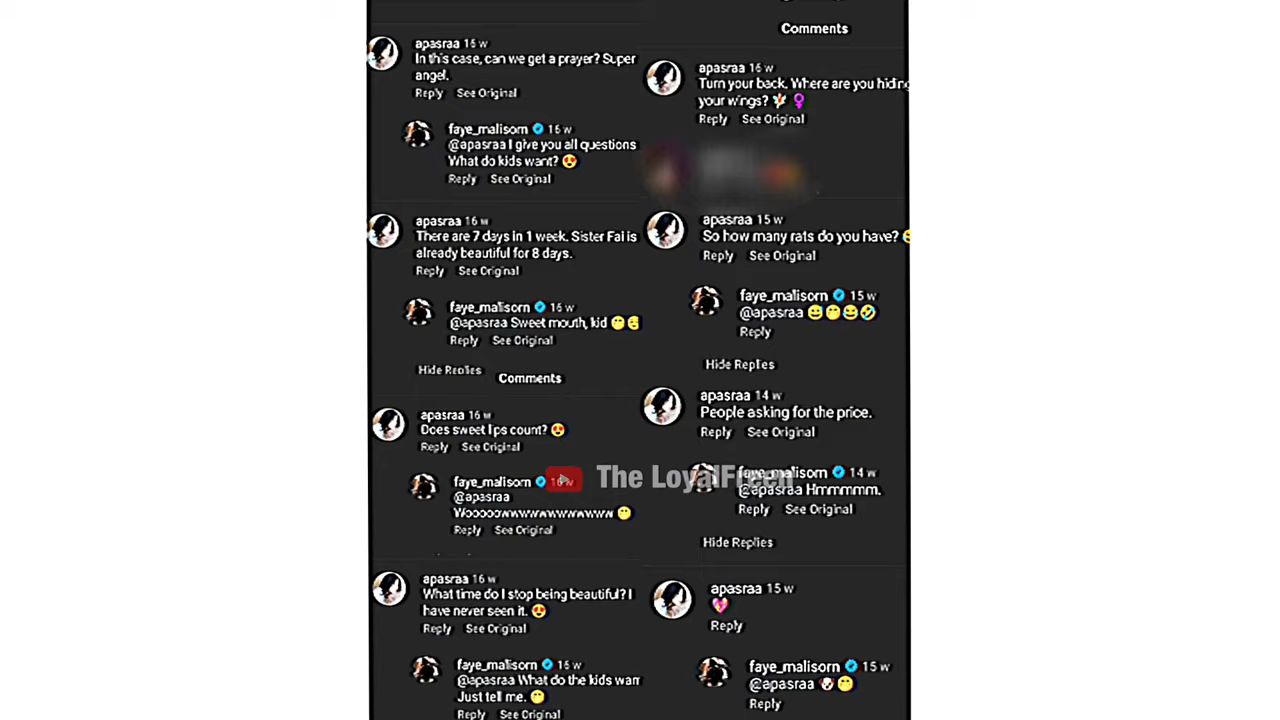 apasraa 16 w
In this case, can we get a prayer? Super
angel.
Reply See Original
faye_malisorn 16 w
@apasraa I give you all questions
What do kids want? 😍
Reply See Original
apasraa 16 w
There are 7 days in 1 week. Sister Fai is
already beautiful for 8 days.
Reply See Original
faye_malisorn 16 w
@apasraa Sweet mouth, kid
Reply See Original
Hide Replies
Comments
apasraa 16 w
Does sweet lips count? 😍
Reply See Original
faye_malisorn 16 w
@apasraa
Wooooowwwwwwwwwwww
Reply See Original
apasraa 16 w
What time do I stop being beautiful? I
have never seen it. 😍
Reply See Original
faye_malisorn 16 w
@apasraa What do the kids
Just tell me.
Reply See Original
Comments
apasraa 16 w
Turn your back. Where are you hiding
your wings?
Reply See Original
apasraa 15 w
So how many rats do you have?
Reply See Original
faye_malisorn 15 w
@apasraa 😅🤭😂🤣
Reply
Hide Replies
apasraa 14 w
People asking for the price.
Reply See Original
The LoyalFreen
faye_malisorn 14 w
@apasraa Hmmmmm.
Reply See Original
Hide Replies
apasraa 15 w
💖
Reply
faye_malisorn 15 w
@apasraa 🐶🤭
Reply